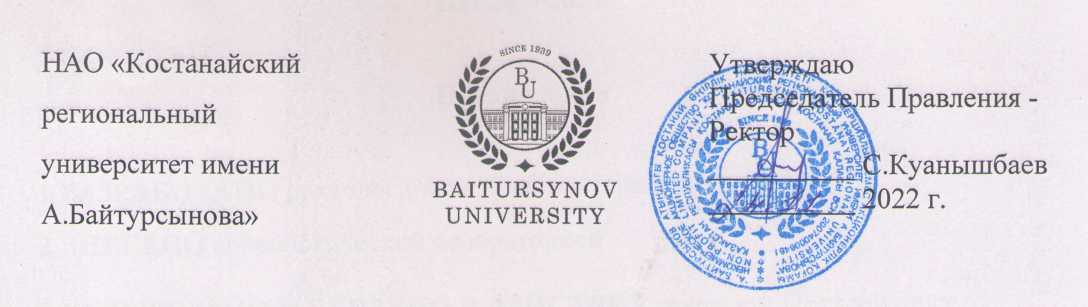 НАО «Костанайский
региональный
университет имени
А.Байтурсынова»
SINCE 1939
BU
BAITURSYNOV
UNIVERSITY
Утверждаю
Председатель Правления -
Ректор
С.Куанышбаев
2022 г.